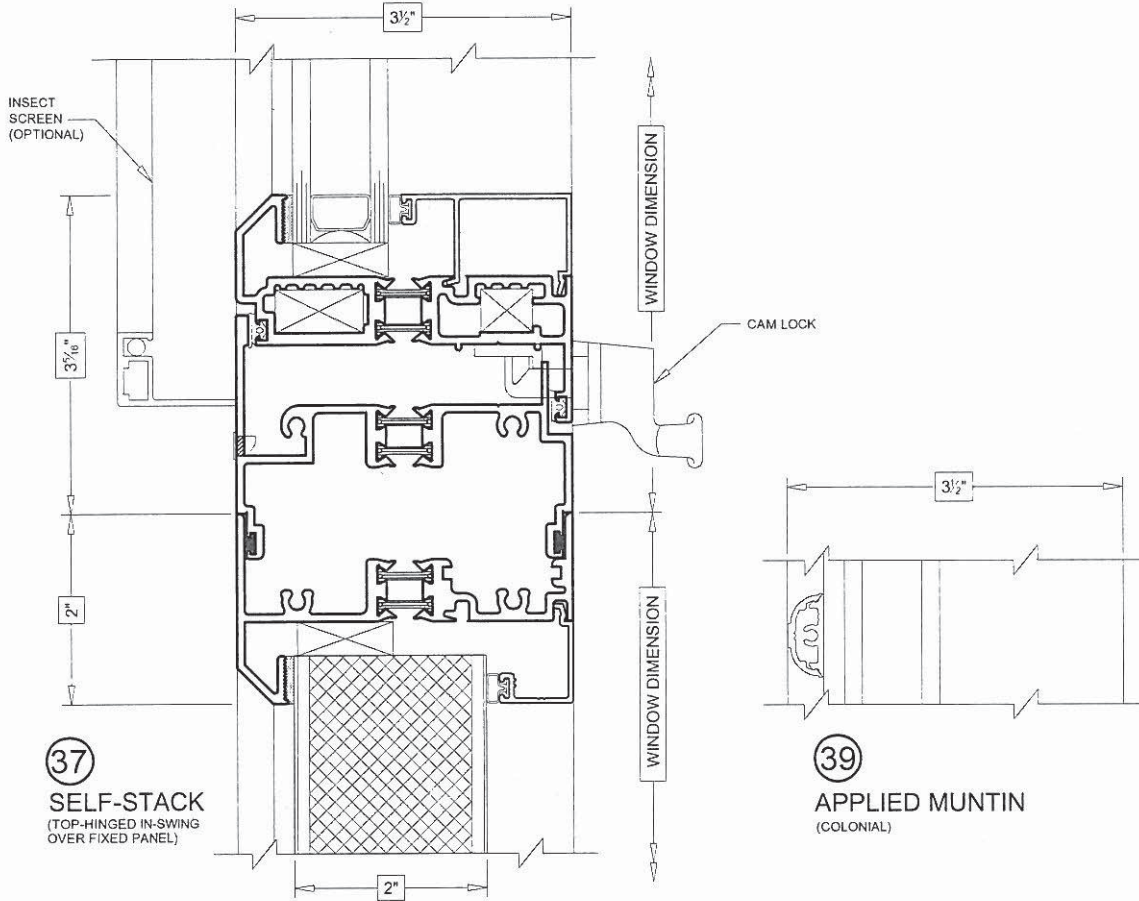 3½"
INSECT
SCREEN
(OPTIONAL)
WINDOW DIMENSION
CAM LOCK
3⁵⁄₁₆"
3½"
2"
WINDOW DIMENSION
37
SELF-STACK
(TOP-HINGED IN-SWING
OVER FIXED PANEL)
39
APPLIED MUNTIN
(COLONIAL)
2"